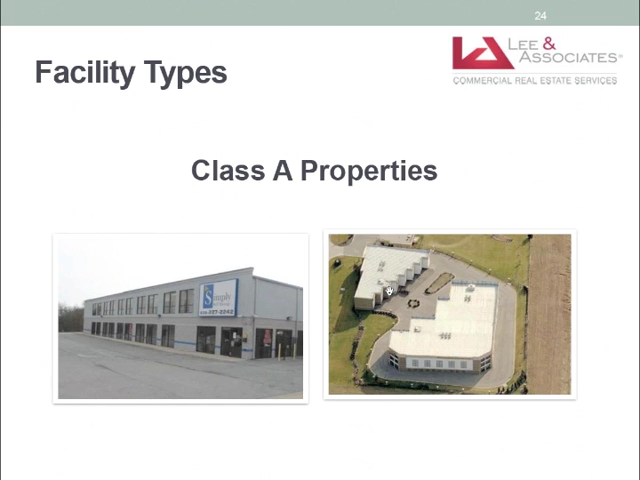 24
Facility Types
LEE &
ASSOCIATES®
COMMERCIAL REAL ESTATE SERVICES
Class A Properties
Simply